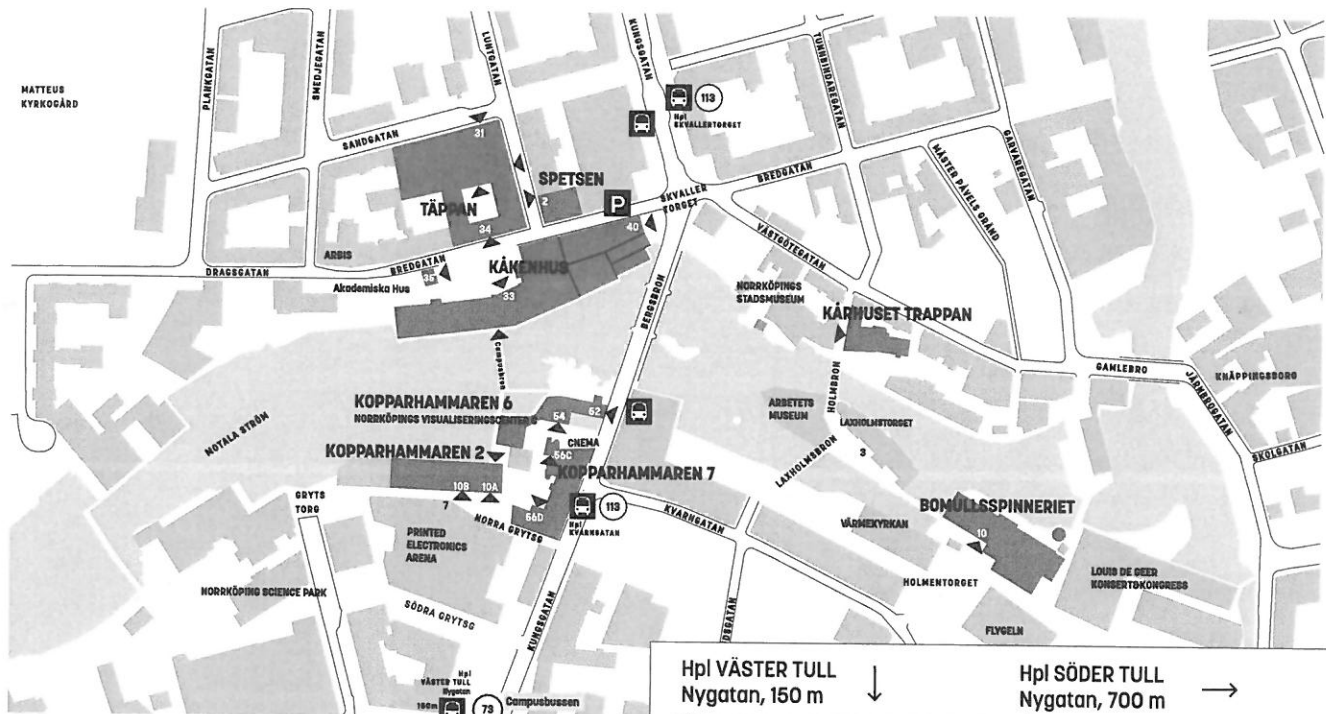 MATTEUS
KYRKOGÅRD
PLANKGATAN
SMEDJEGATAN
LUNTGATAN
KUNGSGATAN
TUNNBINDAREGATAN
GARVAREGATAN
MÄSTER PÅVELS GRÄND
113
Hpl
SKVALLERTORGET
SANDGATAN
31
SPETSEN
2
P
TÄPPAN
34
SKVALLER
TORGET
BREDGATAN
40
VÄSTGÖTEGATAN
ARBIS
BREDGATAN
DRAGSGATAN
KÅKENHUS
35
Akademiska Hus
33
NORRKÖPINGS
STADSMUSEUM
BERGSBRON
KÅRHUSET TRAPPAN
Campusbron
GAMLEBRO
JÄRNBROGATAN
KNÄPPINGSBORG
HOLMBRON
KOPPARHAMMAREN 6
NORRKÖPINGS VISUALISERINGSCENTER C
54
52
ARBETETS
MUSEUM
LAXHOLMSTORGET
MOTALA STRÖM
CNEMA
KOPPARHAMMAREN 2
56C
KOPPARHAMMAREN 7
3
LAXHOLMSBRON
SKOLGATAN
GRYTS
TORG
10B
10A
7
56D
113
Hpl
KVARNGATAN
KVARNGATAN
BOMULLSSPINNERIET
10
VÄRMEKYRKAN
NORRA GRYTSG
PRINTED
ELECTRONICS
ARENA
LOUIS DE GEER
KONSERT&KONGRESS
HOLMENTORGET
NORRKÖPING SCIENCE PARK
SÖDRA GRYTSG
KUNGSGATAN
DSGATAN
FLYGELN
Hpl
VÄSTER TULL
Nygatan
150m
73
Campusbussen
Hpl VÄSTER TULL
Nygatan, 150 m ↓
Hpl SÖDER TULL
Nygatan, 700 m →